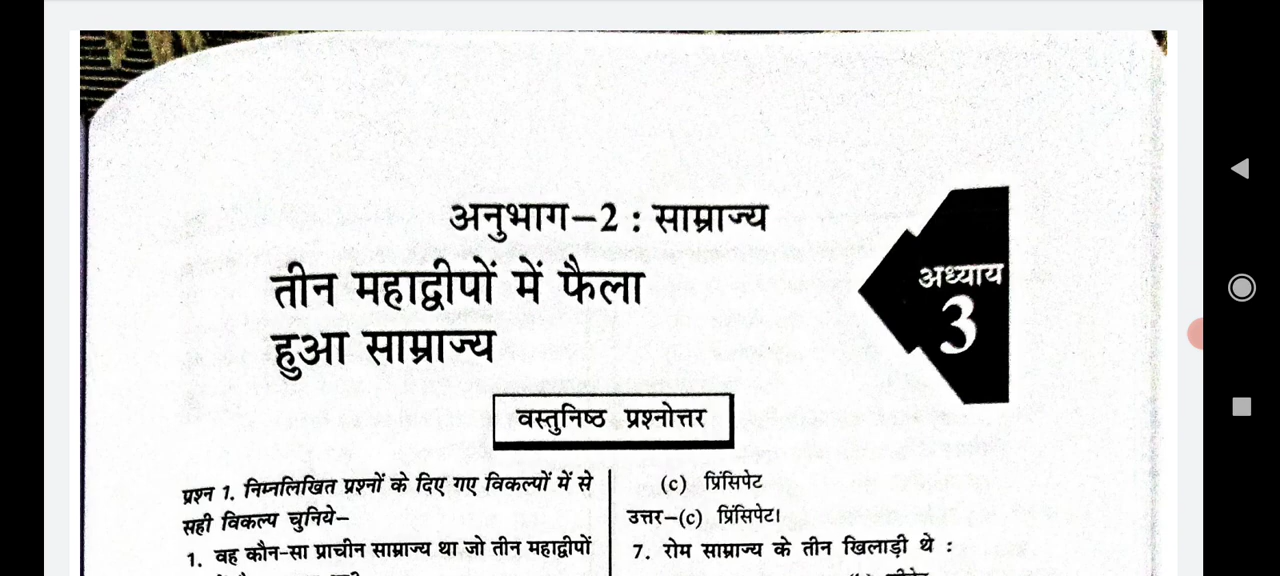 अनुभाग–2 : साम्राज्य
तीन महाद्वीपों में फैला
हुआ साम्राज्य
अध्याय
3
वस्तुनिष्ठ प्रश्नोत्तर
प्रश्न 1. निम्नलिखित प्रश्नों के दिए गए विकल्पों में से
सही विकल्प चुनिये–
1. वह कौन-सा प्राचीन साम्राज्य था जो तीन महाद्वीपों
(c) प्रिंसिपेट
उत्तर–(c) प्रिंसिपेट।
7. रोम साम्राज्य के तीन खिलाड़ी थे :